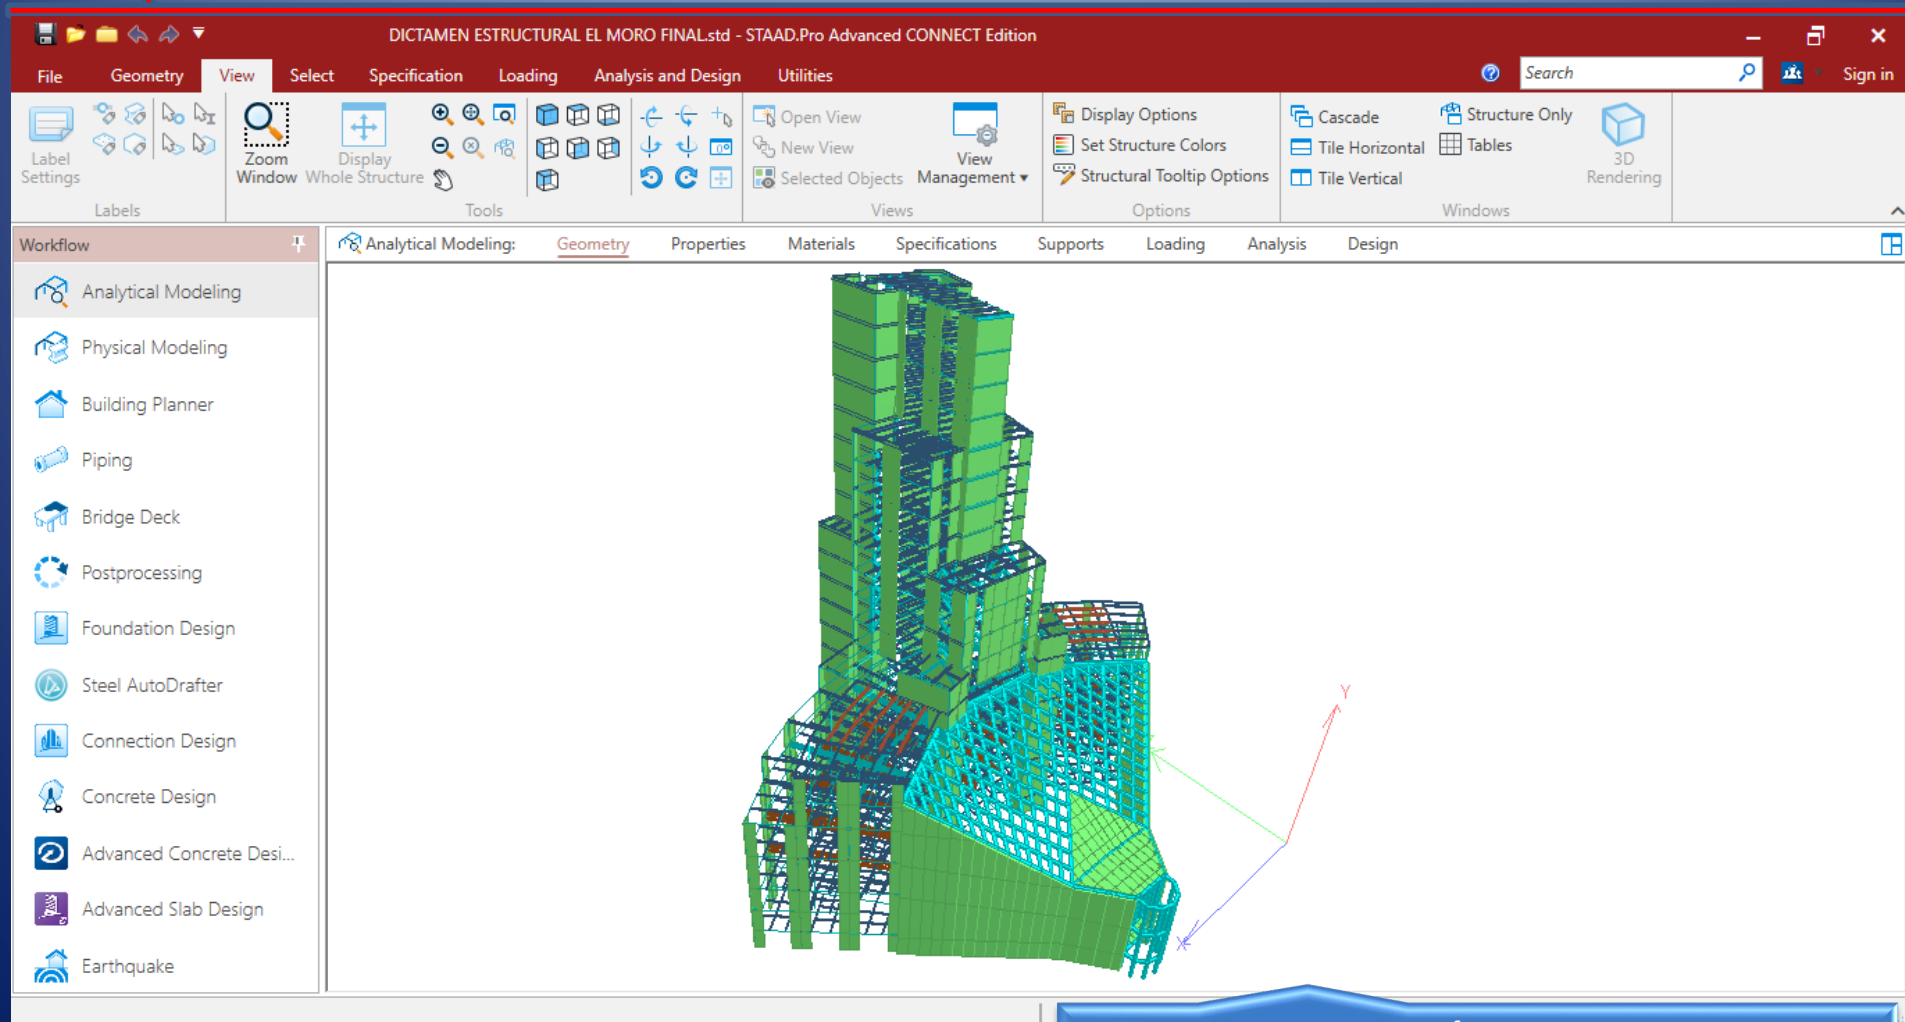 DICTAMEN ESTRUCTURAL EL MORO FINAL.std - STAAD.Pro Advanced CONNECT Edition
File Geometry View Select Specification Loading Analysis and Design Utilities Search Sign in
Label Settings
Zoom Window
Display Whole Structure
Open View
New View
Selected Objects
View Management
Display Options
Set Structure Colors
Structural Tooltip Options
Cascade
Tile Horizontal
Tile Vertical
Structure Only
Tables
3D Rendering
Labels Tools Views Options Windows
Workflow
Analytical Modeling: Geometry Properties Materials Specifications Supports Loading Analysis Design
Analytical Modeling
Physical Modeling
Building Planner
Piping
Bridge Deck
Postprocessing
Foundation Design
Steel AutoDrafter
Connection Design
Concrete Design
Advanced Concrete Desi...
Advanced Slab Design
Earthquake
Y
X